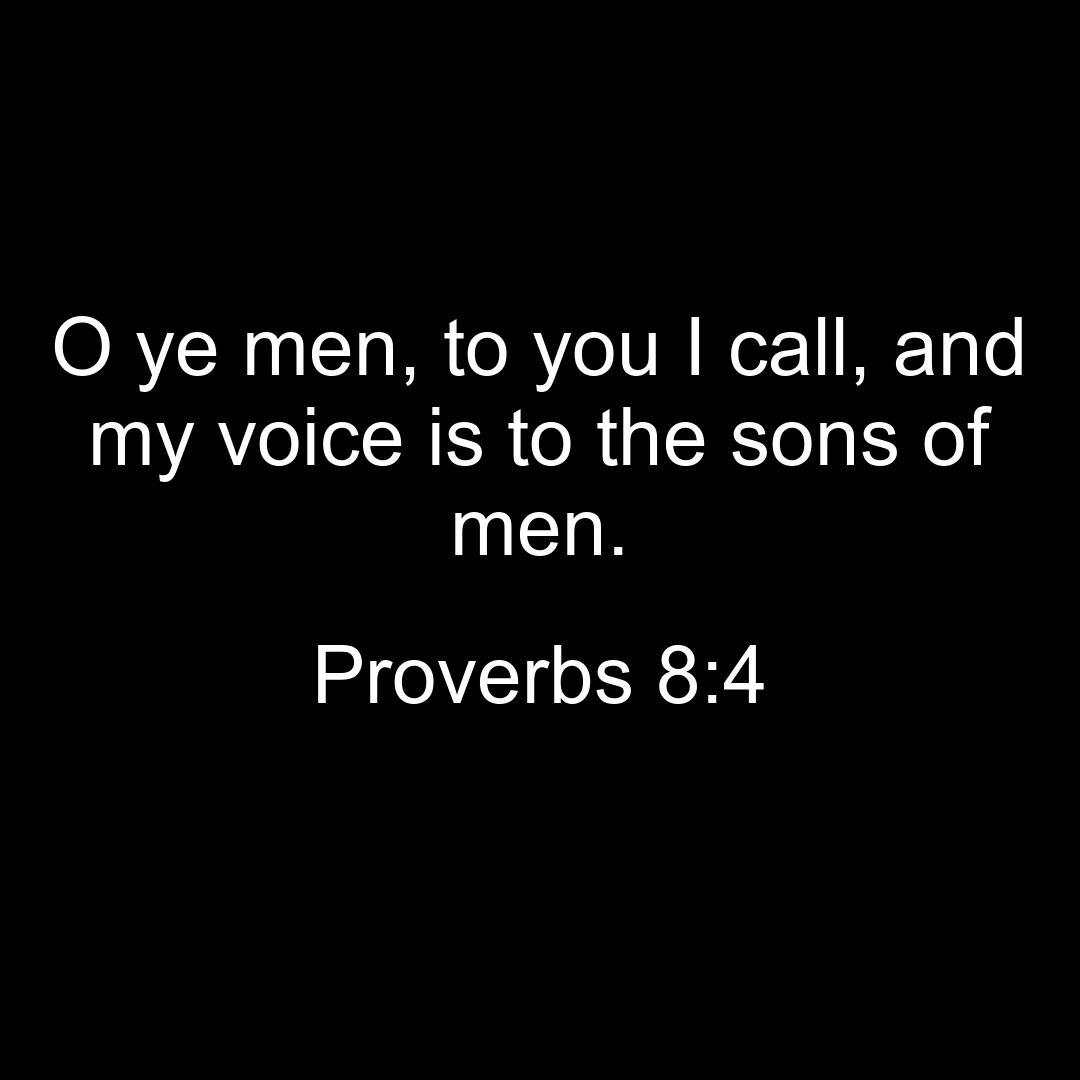 O ye men, to you I call, and
my voice is to the sons of
men.
Proverbs 8:4